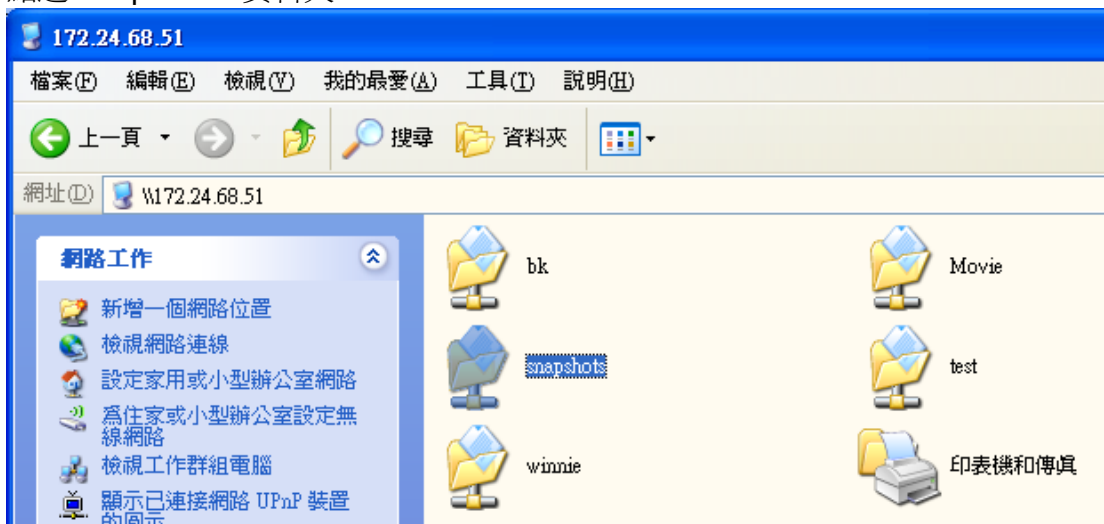 172.24.68.51
檔案(F) 編輯(E) 檢視(V) 我的最愛(A) 工具(T) 說明(H)
上一頁 搜尋 資料夾
網址(D) \\172.24.68.51
網路工作
新增一個網路位置
檢視網路連線
設定家用或小型辦公室網路
為住家或小型辦公室設定無
線網路
檢視工作群組電腦
顯示已連接網路 UPnP 裝置
的圖示
bk
Movie
snapshots
test
winnie
印表機和傳真